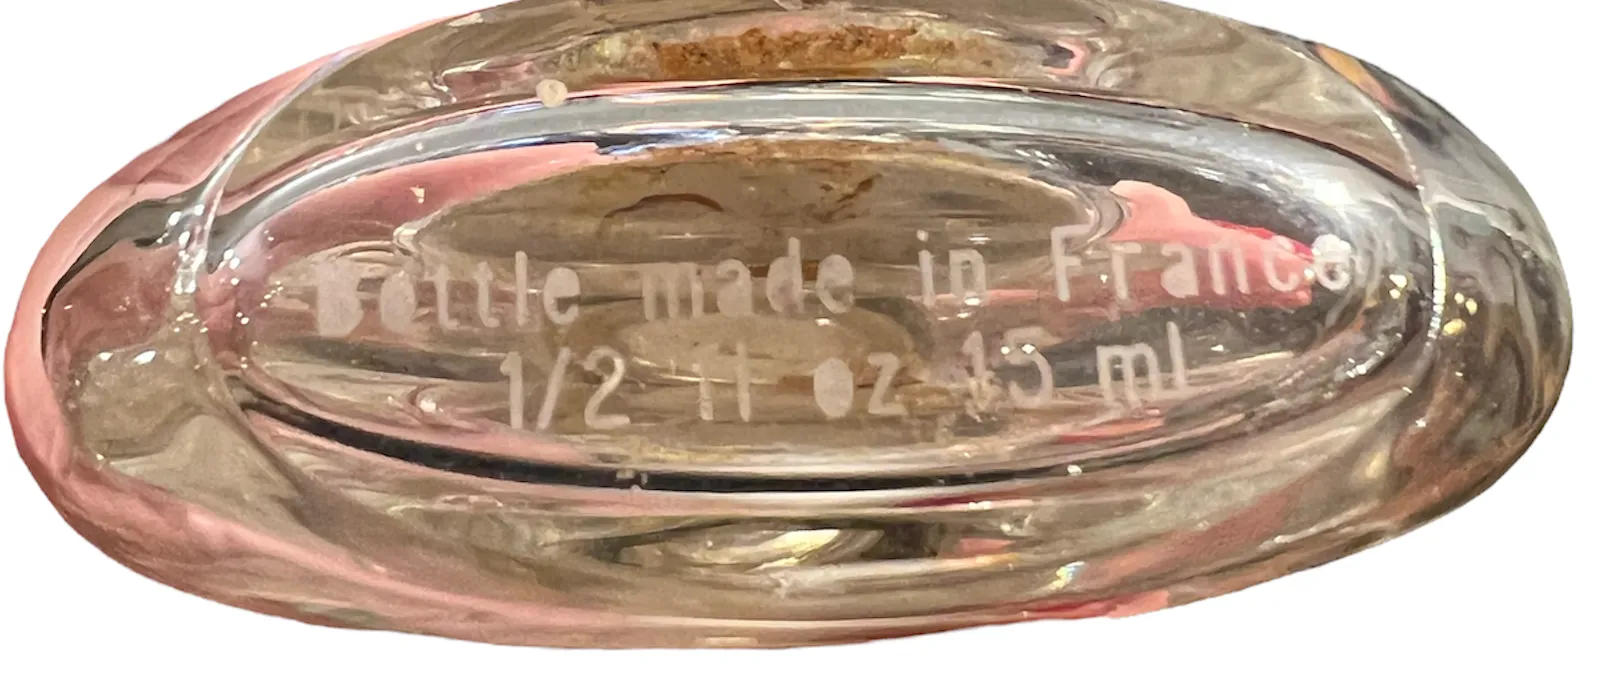 Bottle made in France
1/2 fl oz 15 ml